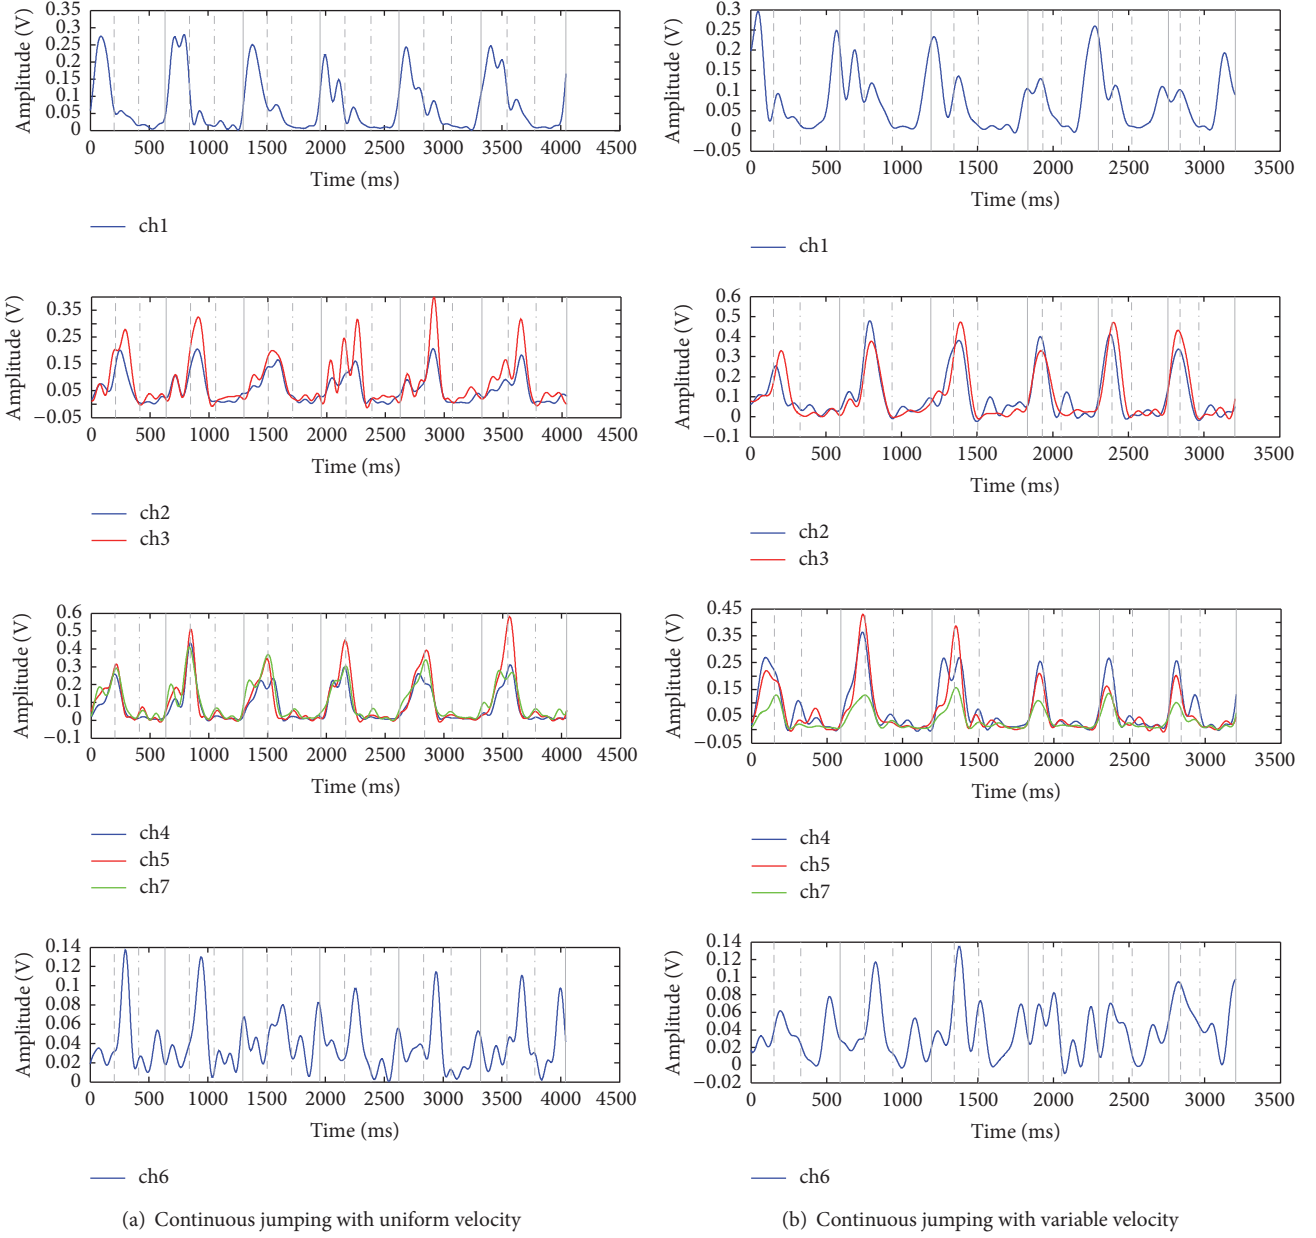 0.35
0.3
0.25
0.2
0.15
0.1
0.05
0
Amplitude (V)
0 500 1000 1500 2000 2500 3000 3500 4000 4500
Time (ms)
ch1
0.35
0.25
0.15
0.05
−0.05
Amplitude (V)
0 500 1000 1500 2000 2500 3000 3500 4000 4500
Time (ms)
ch2
ch3
0.6
0.5
0.4
0.3
0.2
0.1
0
−0.1
Amplitude (V)
0 500 1000 1500 2000 2500 3000 3500 4000 4500
Time (ms)
ch4
ch5
ch7
0.14
0.12
0.1
0.08
0.06
0.04
0.02
0
Amplitude (V)
0 500 1000 1500 2000 2500 3000 3500 4000 4500
Time (ms)
ch6
(a) Continuous jumping with uniform velocity
0.3
0.25
0.2
0.15
0.1
0.05
0
−0.05
Amplitude (V)
0 500 1000 1500 2000 2500 3000 3500
Time (ms)
ch1
0.6
0.5
0.4
0.3
0.2
0.1
0
−0.1
Amplitude (V)
0 500 1000 1500 2000 2500 3000 3500
Time (ms)
ch2
ch3
0.45
0.35
0.25
0.15
0.05
−0.05
Amplitude (V)
0 500 1000 1500 2000 2500 3000 3500
Time (ms)
ch4
ch5
ch7
0.14
0.12
0.1
0.08
0.06
0.04
0.02
0
−0.02
Amplitude (V)
0 500 1000 1500 2000 2500 3000 3500
Time (ms)
ch6
(b) Continuous jumping with variable velocity